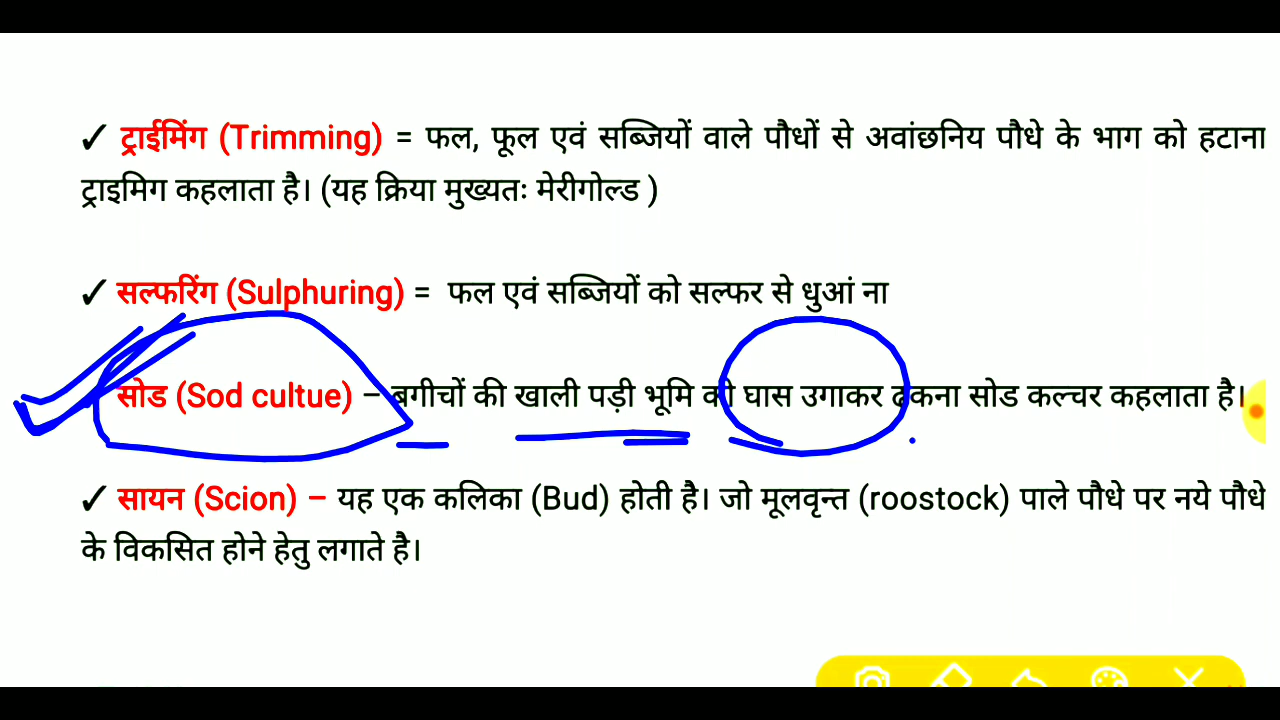 ✓ ट्राईमिंग (Trimming) = फल, फूल एवं सब्जियों वाले पौधों से अवांछनिय पौधे के भाग को हटाना
ट्राइमिग कहलाता है। (यह क्रिया मुख्यतः मेरीगोल्ड )
✓ सल्फरिंग (Sulphuring) = फल एवं सब्जियों को सल्फर से धुआं ना
सोड (Sod cultue) – बगीचों की खाली पड़ी भूमि को घास उगाकर ढकना सोड कल्चर कहलाता है।
✓ सायन (Scion) – यह एक कलिका (Bud) होती है। जो मूलवृन्त (roostock) पाले पौधे पर नये पौधे
के विकसित होने हेतु लगाते है।